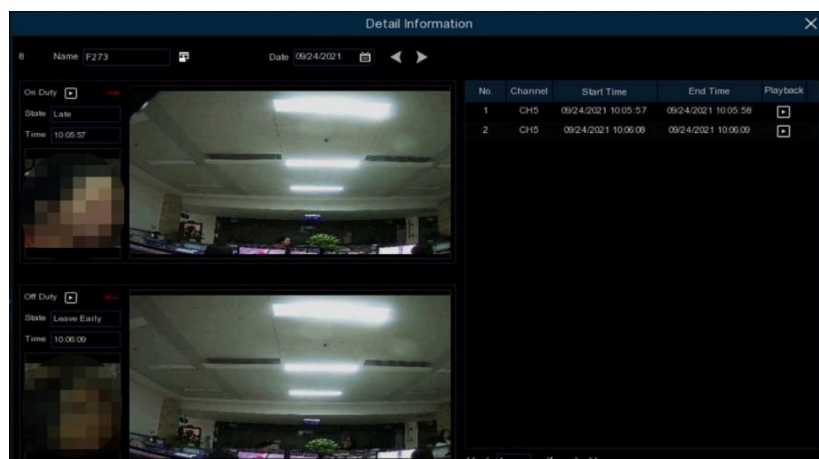 Detail Information
8 Name F273 Date 09/24/2021
On Duty
State Late
Time 10:05:57
Off Duty
State Leave Early
Time 10:06:09
No. Channel Start Time End Time Playback
1 CH5 09/24/2021 10:05:57 09/24/2021 10:05:58
2 CH5 09/24/2021 10:06:08 09/24/2021 10:06:09